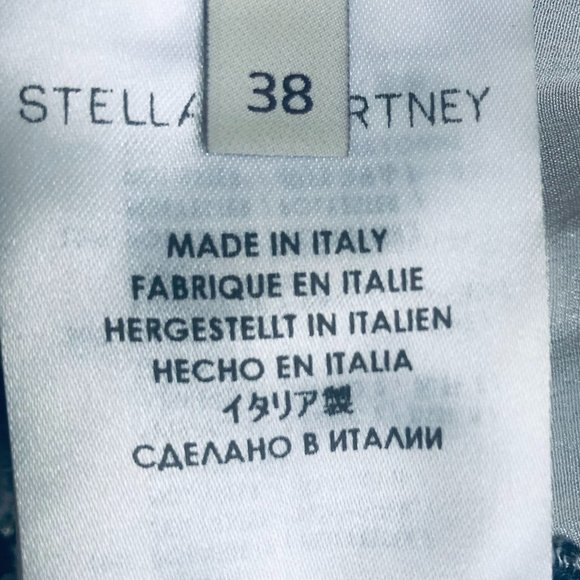 38
STELLA RTNEY
MADE IN ITALY
FABRIQUE EN ITALIE
HERGESTELLT IN ITALIEN
HECHO EN ITALIA
イタリア製
СДЕЛАНО В ИТАЛИИ